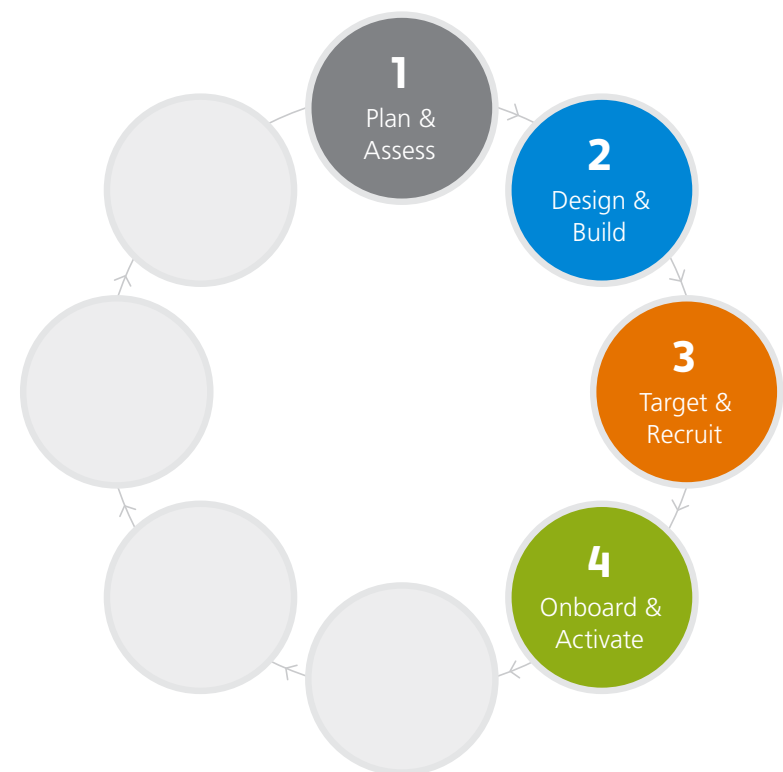 1
Plan &
Assess
2
Design &
Build
3
Target &
Recruit
4
Onboard &
Activate